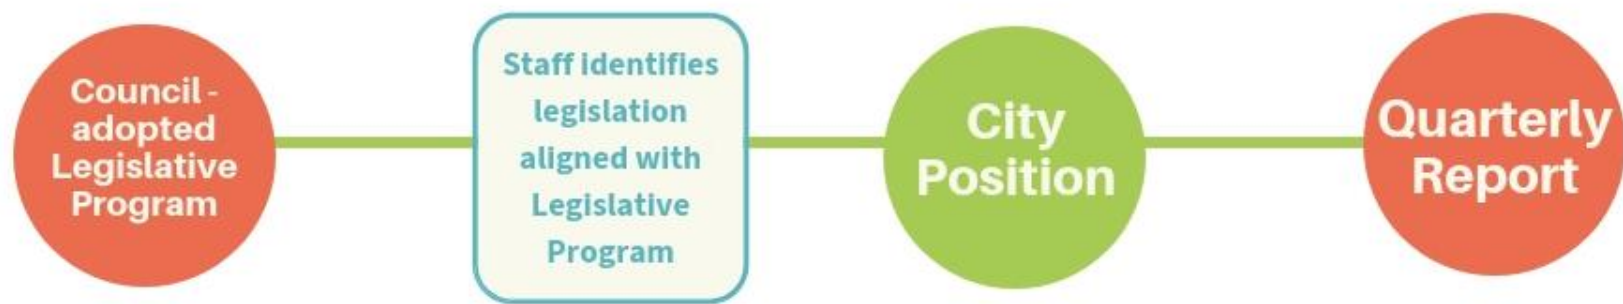 Council -
adopted
Legislative
Program
Staff identifies
legislation
aligned with
Legislative
Program
City
Position
Quarterly
Report